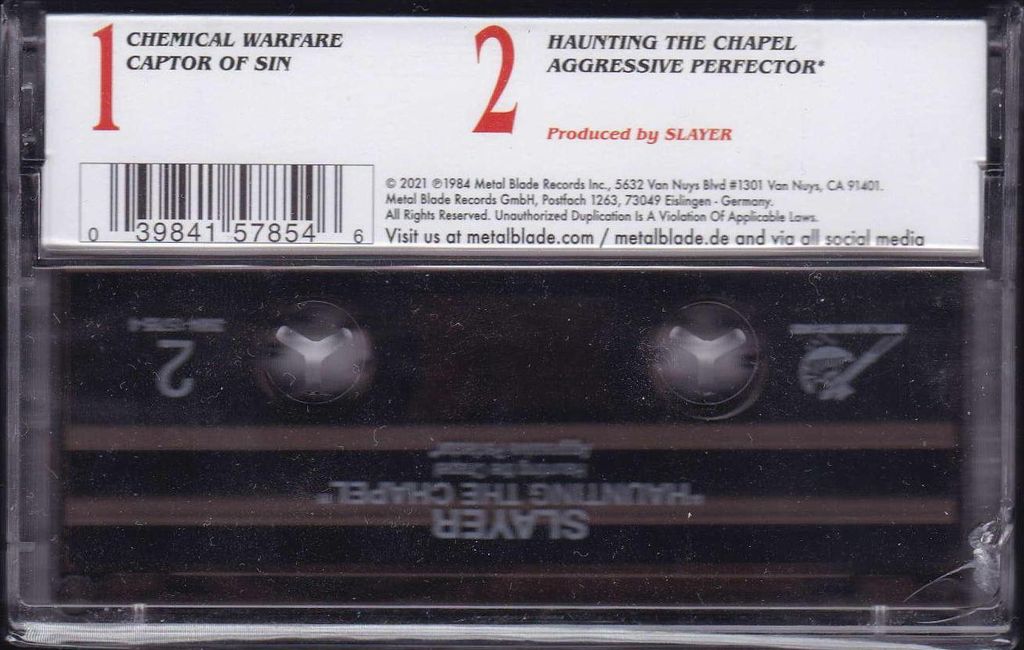 1
CHEMICAL WARFARE
CAPTOR OF SIN
2
HAUNTING THE CHAPEL
AGGRESSIVE PERFECTOR*
Produced by SLAYER
0 39841 57854 6
© 2021 ℗1984 Metal Blade Records Inc., 5632 Van Nuys Blvd #1301 Van Nuys, CA 91401.
Metal Blade Records GmbH, Postfach 1263, 73049 Eislingen - Germany.
All Rights Reserved. Unauthorized Duplication Is A Violation Of Applicable Laws.
Visit us at metalblade.com / metalblade.de and via all social media
2
SLAYER
"HAUNTING THE CHAPEL"